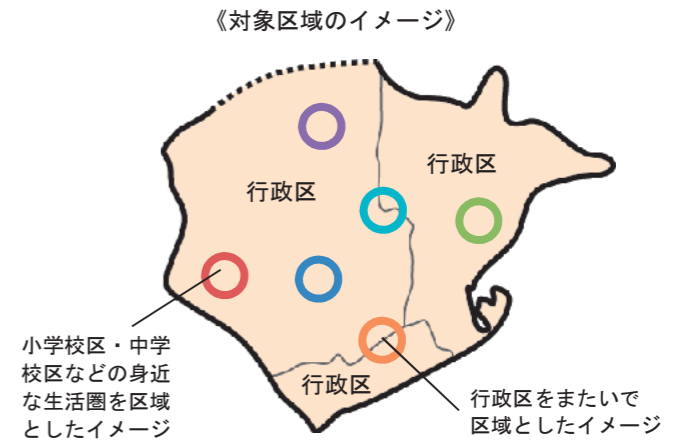 《対象区域のイメージ》
行政区
行政区
行政区
小学校区・中学
校区などの身近
な生活圏を区域
としたイメージ
行政区をまたいで
区域としたイメージ